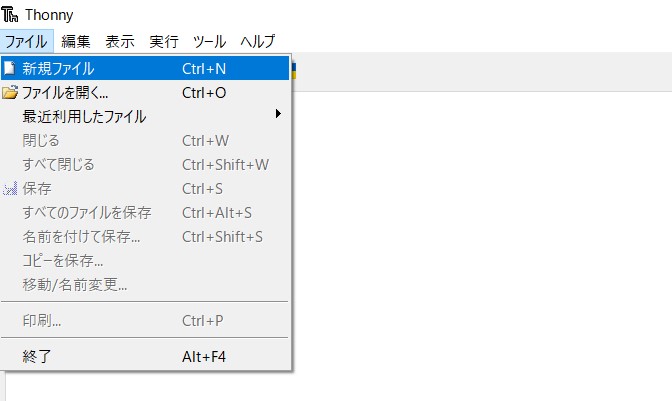 Th Thonny
ファイル 編集 表示 実行 ツール ヘルプ
新規ファイル Ctrl+N
ファイルを開く... Ctrl+O
最近利用したファイル
閉じる Ctrl+W
すべて閉じる Ctrl+Shift+W
保存 Ctrl+S
すべてのファイルを保存 Ctrl+Alt+S
名前を付けて保存... Ctrl+Shift+S
コピーを保存...
移動/名前変更...
印刷... Ctrl+P
終了 Alt+F4